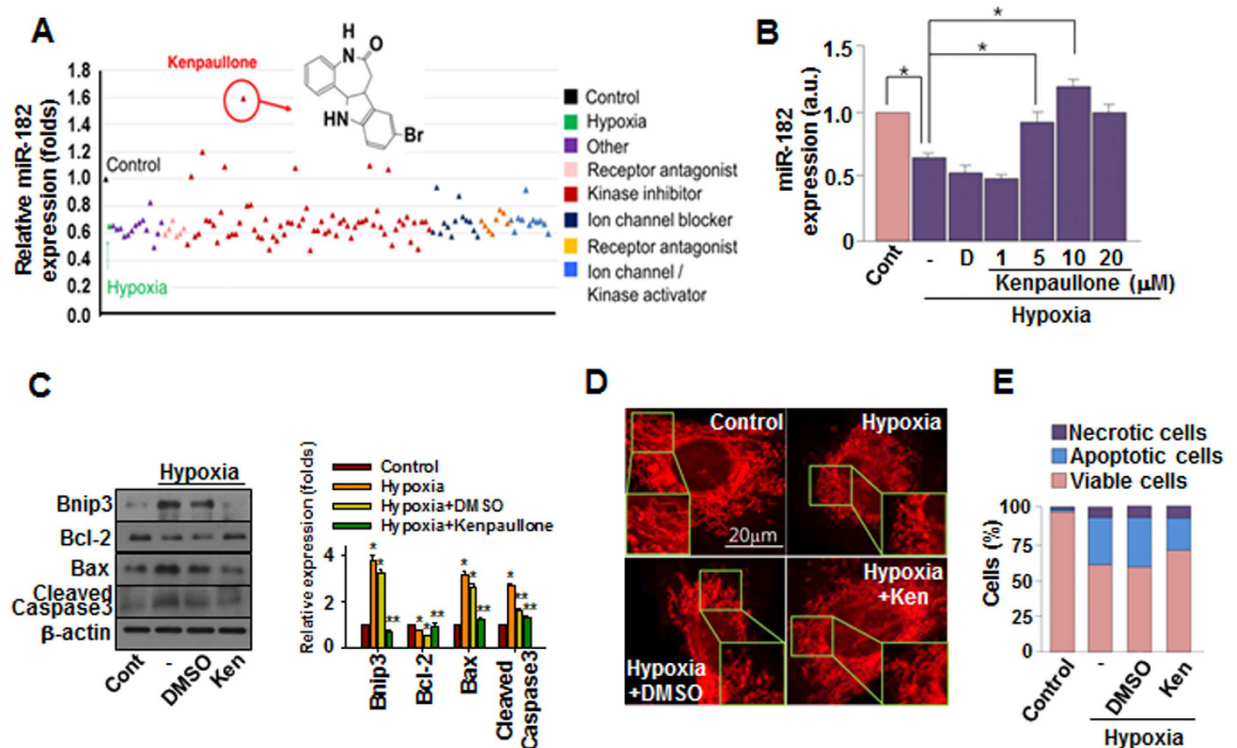 A
Relative miR-182
expression (folds)
1.8
1.6
1.4
1.2
1.0
0.8
0.6
0.4
0.2
0.0
Kenpaullone
Control
Hypoxia
H
N
O
HN
Br
Control
Hypoxia
Other
Receptor antagonist
Kinase inhibitor
Ion channel blocker
Receptor antagonist
Ion channel /
Kinase activator
B
miR-182
expression (a.u.)
1.5
1.0
0.5
0
*
*
*
Cont
-
D
1
5
10
20
Kenpaullone (μM)
Hypoxia
C
Hypoxia
Bnip3
Bcl-2
Bax
Cleaved
Caspase3
β-actin
Cont
-
DMSO
Ken
Control
Hypoxia
Hypoxia+DMSO
Hypoxia+Kenpaullone
Relative expression (folds)
4
2
0
*
*
**
*
*
**
*
*
**
*
**
**
Bnip3
Bcl-2
Bax
Cleaved
Caspase3
D
Control
20μm
Hypoxia
Hypoxia
+DMSO
Hypoxia
+Ken
E
Necrotic cells
Apoptotic cells
Viable cells
Cells (%)
100
75
50
25
0
Control
-
DMSO
Ken
Hypoxia